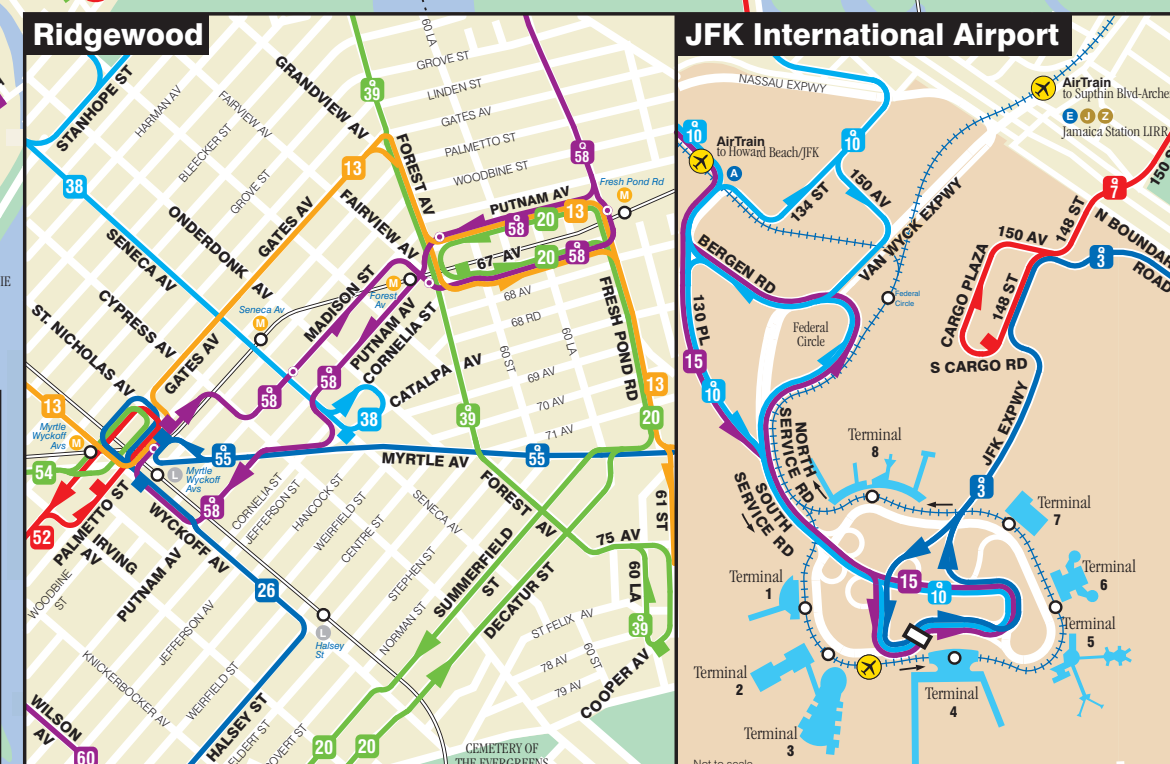 Ridgewood
60 LA
GROVE ST
LINDEN ST
GATES AV
PALMETTO ST
WOODBINE ST
GRANDVIEW AV
39
FOREST AV
13
58
Fresh Pond Rd
M
STANHOPE ST
HARMAN AV
FAIRVIEW AV
BLEECKER ST
GROVE ST
38
ONDERDONK
AV
GATES AV
FAIRVIEW AV
PUTNAM AV
58
20
13
67 AV
20
58
SENECA AV
CYPRESS AV
ST. NICHOLAS AV
GATES AV
Seneca Av
M
MADISON ST
M
Forest
Av
PUTNAM AV
CORNELIA ST
68 AV
68 RD
60 ST
60 LA
69 AV
70 AV
71 AV
FRESH POND RD
CATALPA AV
58
58
38
39
13
20
13
Myrtle
Wyckoff
Avs
M
54
52
55
L
Myrtle
Wyckoff
Avs
58
MYRTLE AV
55
PALMETTO ST
IRVING
AV
WYCKOFF AV
PUTNAM AV
WOODBINE
ST
CORNELIA ST
JEFFERSON ST
HANCOCK ST
WEIRFIELD ST
CENTRE ST
SENECA AV
STEPHEN ST
NORMAN ST
FOREST AV
61 ST
75 AV
60 LA
39
SUMMERFIELD
ST
DECATUR ST
26
L
Halsey
St
JEFFERSON AV
KNICKERBOCKER AV
WEIRFIELD ST
HALSEY ST
ELDERT ST
COVERT ST
WILSON
AV
60
20
20
ST FELIX AV
60 ST
78 AV
79 AV
COOPER AV
CEMETERY OF
THE EVERGREENS
JFK International Airport
NASSAU EXPWY
Q
10
AirTrain
to Howard Beach/JFK
A
Q
10
134 ST
150 AV
AirTrain
to Supthin Blvd-Arche
E J Z
Jamaica Station LIRR
150 S
Q
7
148 ST
N BOUNDAR
ROAD
150 AV
Q
3
CARGO PLAZA
148 ST
S CARGO RD
VAN WYCK EXPWY
BERGEN RD
130 PL
Federal
Circle
Federal
Circle
15
Q
10
NORTH
SERVICE RD
SOUTH
SERVICE RD
JFK EXPWY
Q
3
Terminal
8
Terminal
7
Terminal
6
Terminal
5
Terminal
1
15
Q
10
Terminal
2
Terminal
3
Terminal
4
Not to scale